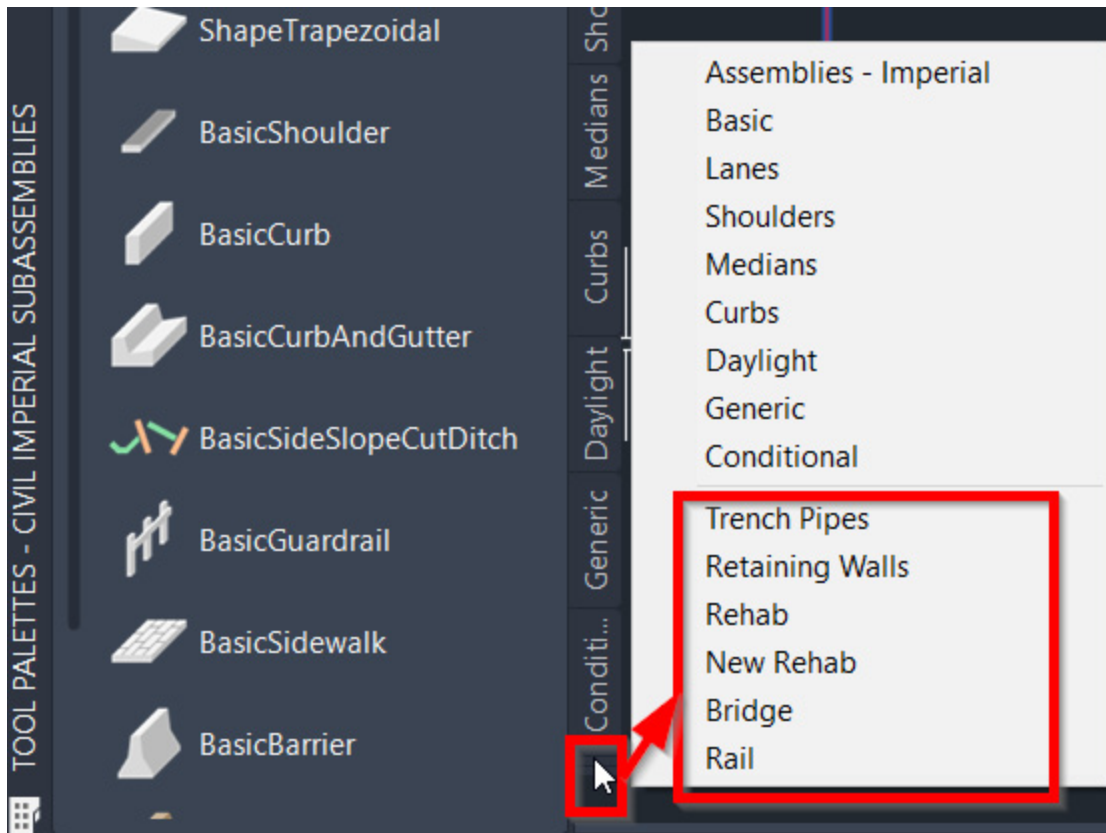 TOOL PALETTES - CIVIL IMPERIAL SUBASSEMBLIES
ShapeTrapezoidal
BasicShoulder
BasicCurb
BasicCurbAndGutter
BasicSideSlopeCutDitch
BasicGuardrail
BasicSidewalk
BasicBarrier
Sho
Medians
Curbs
Daylight
Generic
Conditi...
Assemblies - Imperial
Basic
Lanes
Shoulders
Medians
Curbs
Daylight
Generic
Conditional
Trench Pipes
Retaining Walls
Rehab
New Rehab
Bridge
Rail